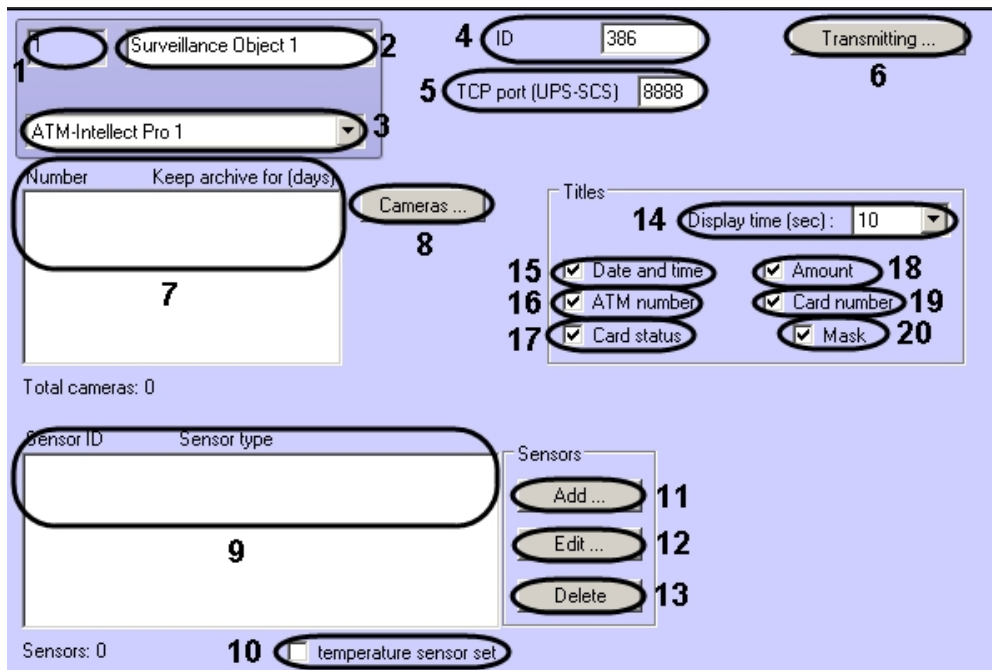 1 Surveillance Object 1 2
1
ATM-Intellect Pro 1 3
4 ID 386
5 TCP port (UPS-SCS) 8888
Transmitting ...
6
Number Keep archive for (days)
7
Cameras ...
8
Total cameras: 0
Titles
14 Display time (sec) : 10
15 Date and time Amount 18
16 ATM number Card number 19
17 Card status Mask 20
Sensor ID Sensor type
9
Sensors
Add ... 11
Edit ... 12
Delete 13
Sensors: 0 10 temperature sensor set